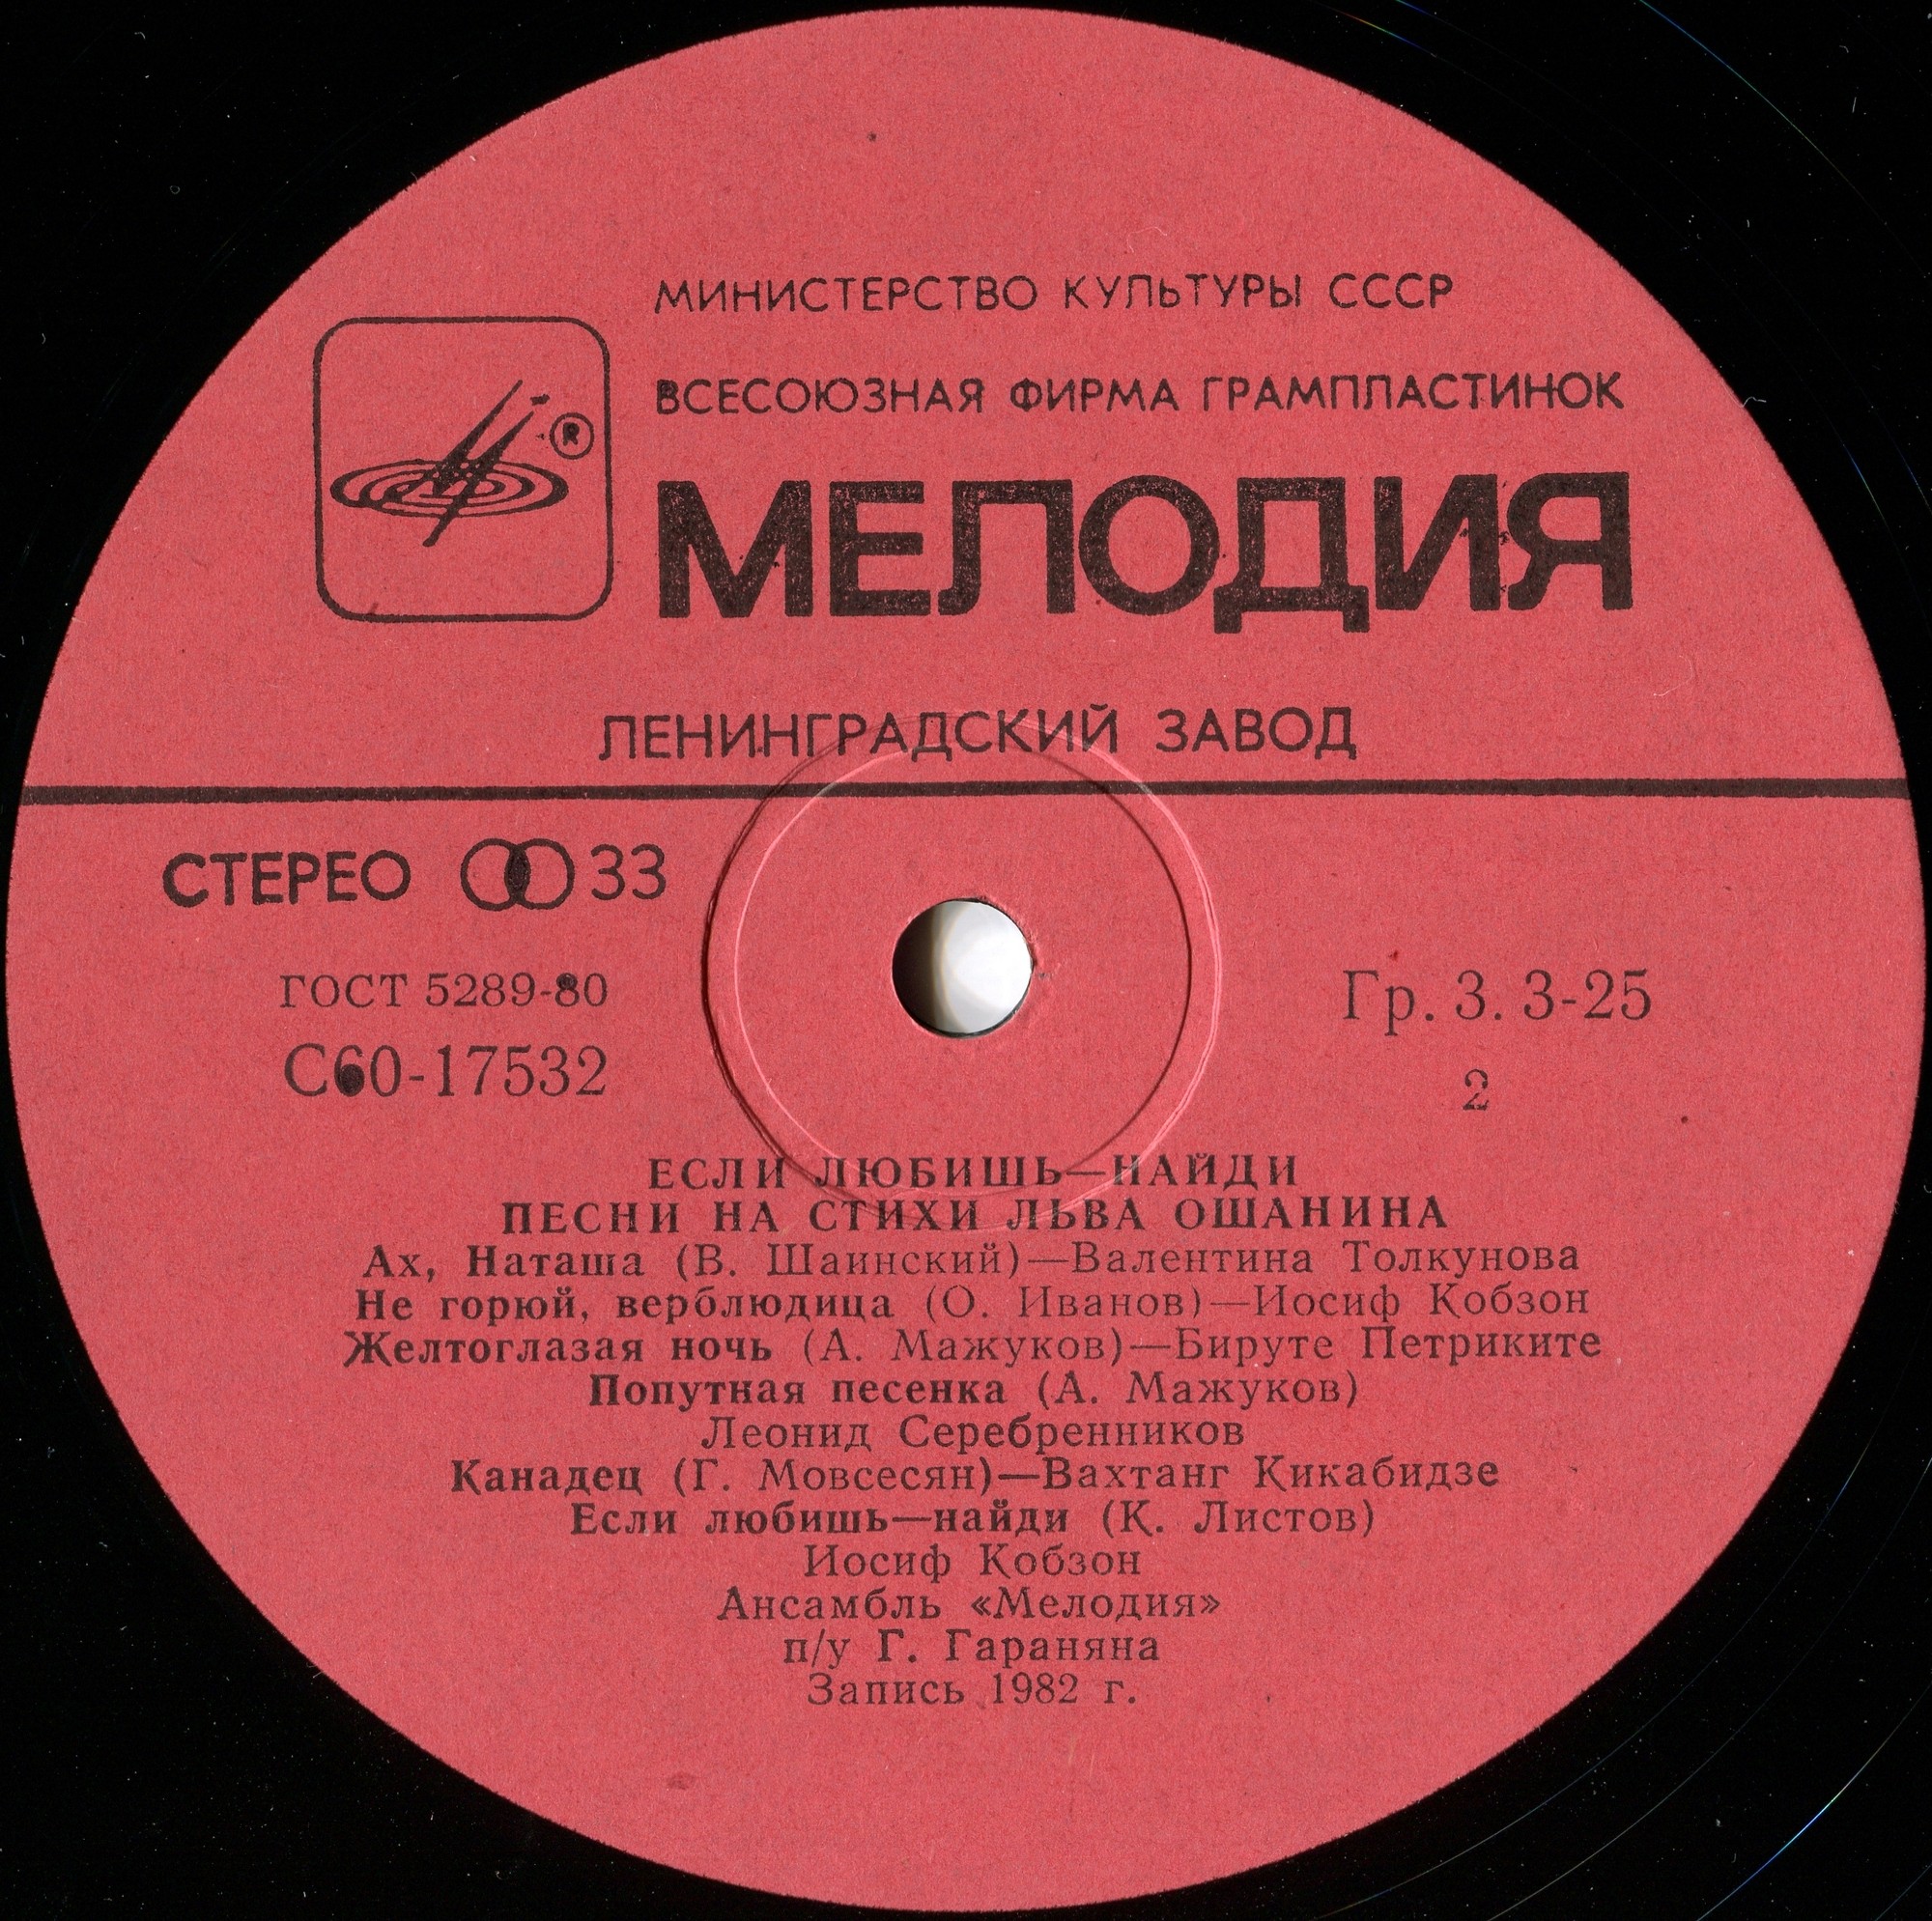 МИНИСТЕРСТВО КУЛЬТУРЫ СССР
ВСЕСОЮЗНАЯ ФИРМА ГРАМПЛАСТИНОК
®
МЕЛОДИЯ
ЛЕНИНГРАДСКИЙ ЗАВОД
СТЕРЕО 33
ГОСТ 5289-80
Гр. 3. 3-25
С60-17532
2
ЕСЛИ ЛЮБИШЬ—НАЙДИ
ПЕСНИ НА СТИХИ ЛЬВА ОШАНИНА
Ах, Наташа (В. Шаинский)—Валентина Толкунова
Не горюй, верблюдица (О. Иванов)—Иосиф Кобзон
Желтоглазая ночь (А. Мажуков)—Бируте Петриките
Попутная песенка (А. Мажуков)
Леонид Серебренников
Канадец (Г. Мовсесян)—Вахтанг Кикабидзе
Если любишь—найди (К. Листов)
Иосиф Кобзон
Ансамбль «Мелодия»
п/у Г. Гараняна
Запись 1982 г.